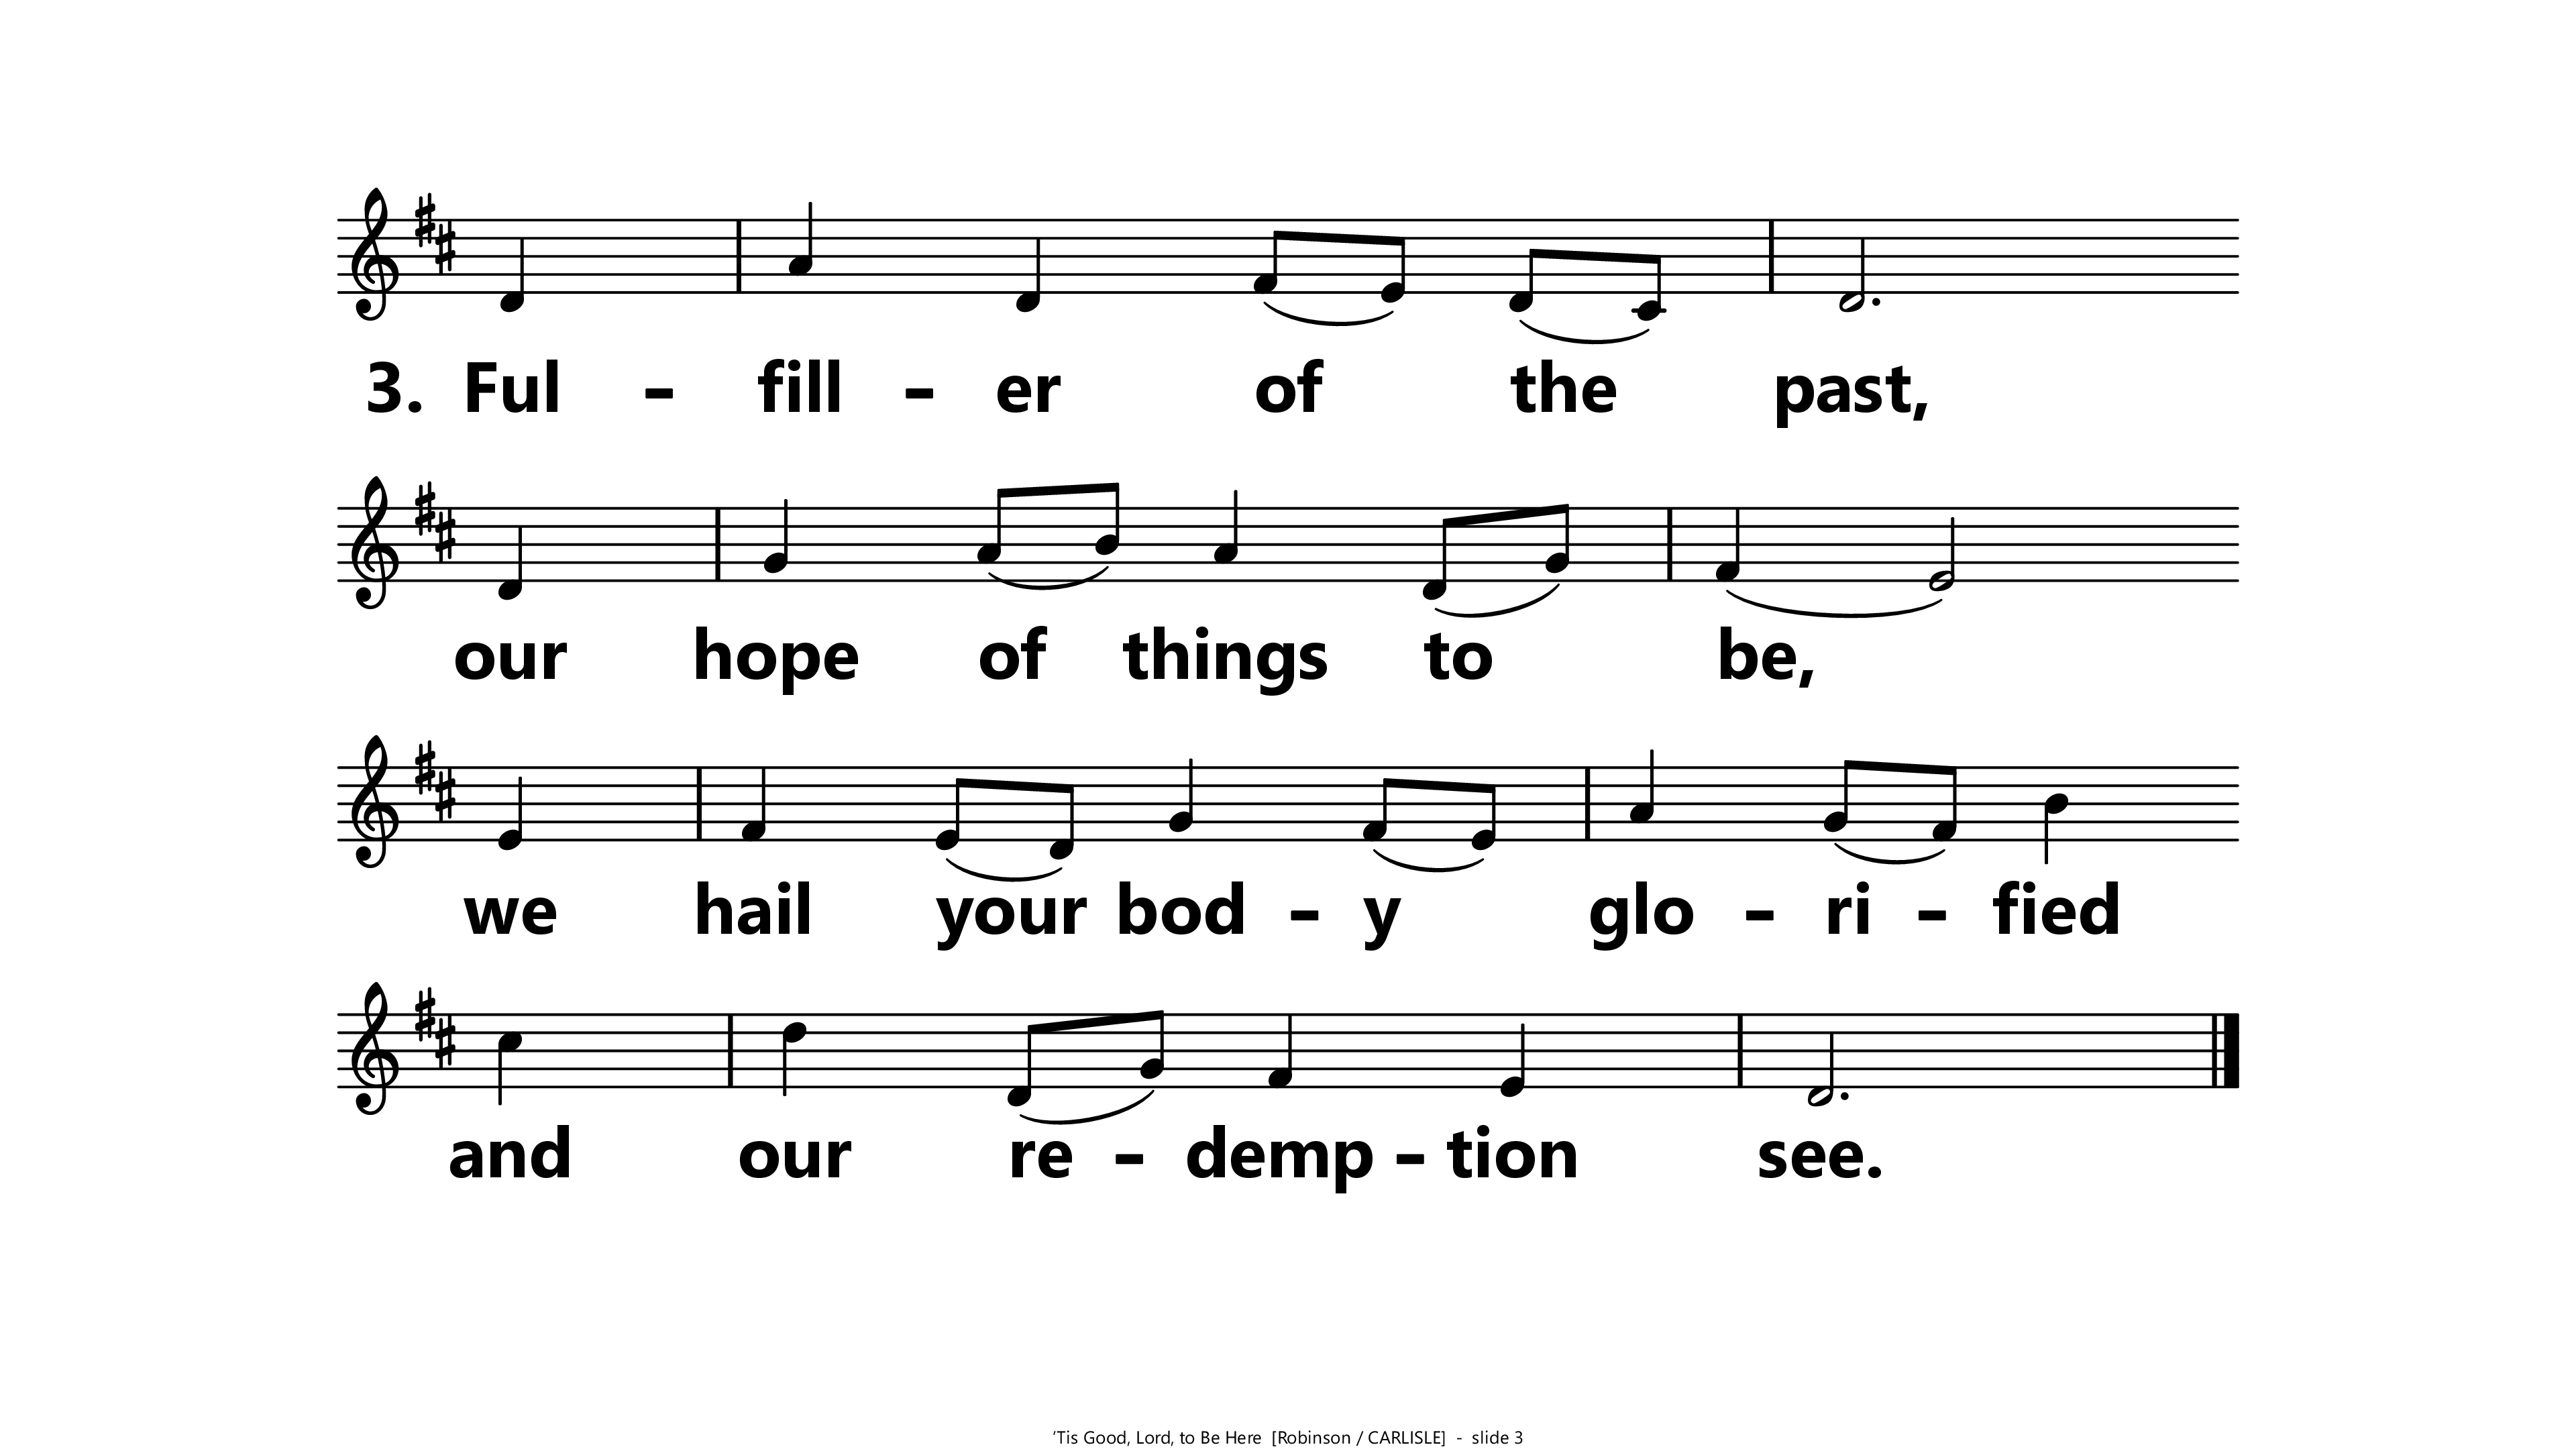 3. Ful - fill - er of the past,
our hope of things to be,
we hail your bod - y glo - ri - fied
and our re - demp - tion see.
’Tis Good, Lord, to Be Here [Robinson / CARLISLE] - slide 3